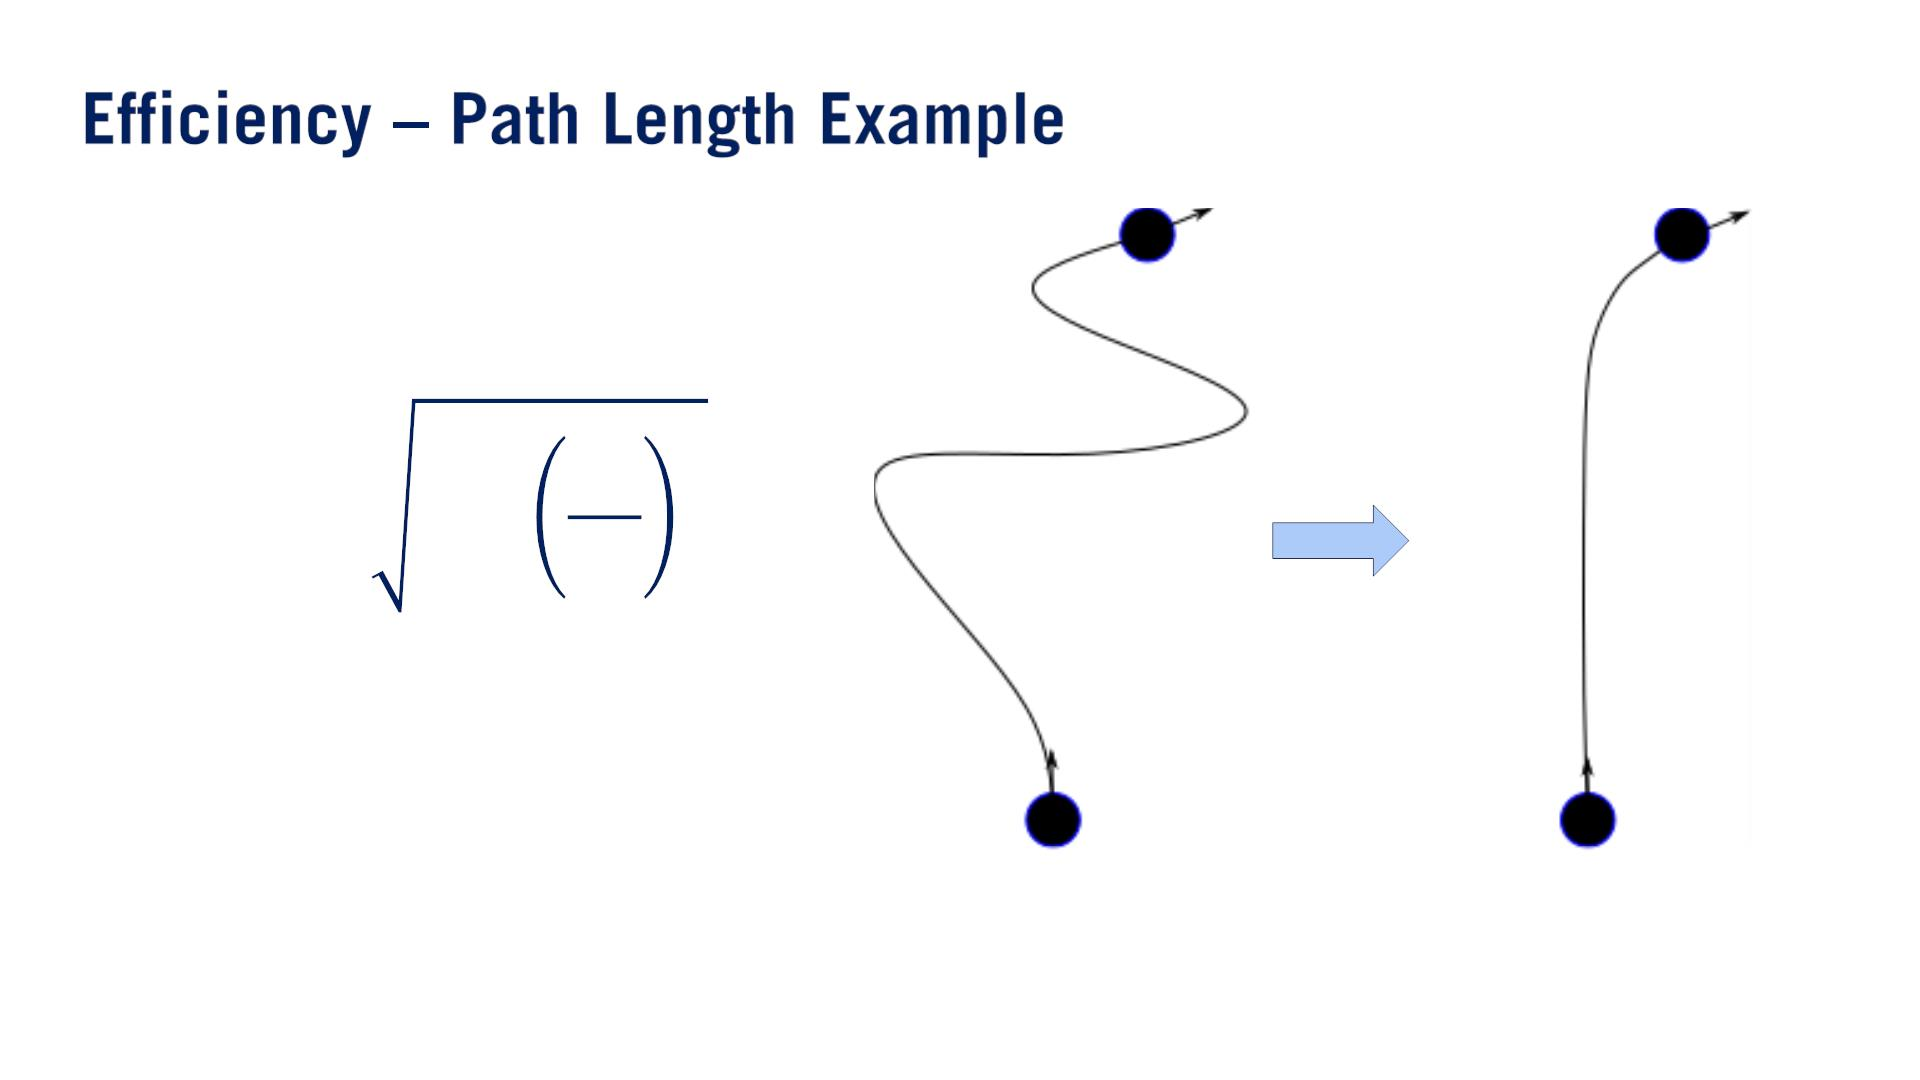 Efficiency – Path Length Example
√(—)